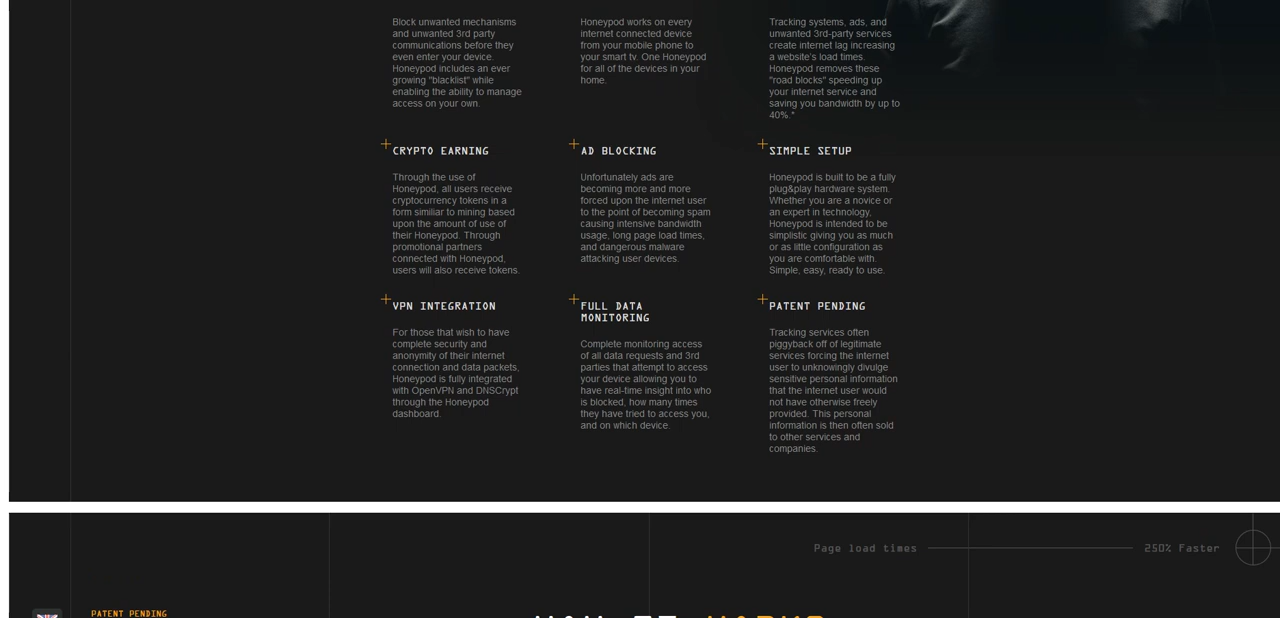 Block unwanted mechanisms
and unwanted 3rd party
communications before they
even enter your device.
Honeypod includes an ever
growing "blacklist" while
enabling the ability to manage
access on your own.
Honeypod works on every
internet connected device
from your mobile phone to
your smart tv. One Honeypod
for all of the devices in your
home.
Tracking systems, ads, and
unwanted 3rd-party services
create internet lag increasing
a website's load times.
Honeypod removes these
"road blocks" speeding up
your internet service and
saving you bandwidth by up to
40%.*
CRYPTO EARNING
Through the use of
Honeypod, all users receive
cryptocurrency tokens in a
form similiar to mining based
upon the amount of use of
their Honeypod. Through
promotional partners
connected with Honeypod,
users will also receive tokens.
AD BLOCKING
Unfortunately ads are
becoming more and more
forced upon the internet user
to the point of becoming spam
causing intensive bandwidth
usage, long page load times,
and dangerous malware
attacking user devices.
SIMPLE SETUP
Honeypod is built to be a fully
plug&play hardware system.
Whether you are a novice or
an expert in technology,
Honeypod is intended to be
simplistic giving you as much
or as little configuration as
you are comfortable with.
Simple, easy, ready to use.
VPN INTEGRATION
For those that wish to have
complete security and
anonymity of their internet
connection and data packets,
Honeypod is fully integrated
with OpenVPN and DNSCrypt
through the Honeypod
dashboard.
FULL DATA
MONITORING
Complete monitoring access
of all data requests and 3rd
parties that attempt to access
your device allowing you to
have real-time insight into who
is blocked, how many times
they have tried to access you,
and on which device.
PATENT PENDING
Tracking services often
piggyback off of legitimate
services forcing the internet
user to unknowingly divulge
sensitive personal information
that the internet user would
not have otherwise freely
provided. This personal
information is then often sold
to other services and
companies.
Page load times
250% Faster
PATENT PENDING
HOW IT WORKS